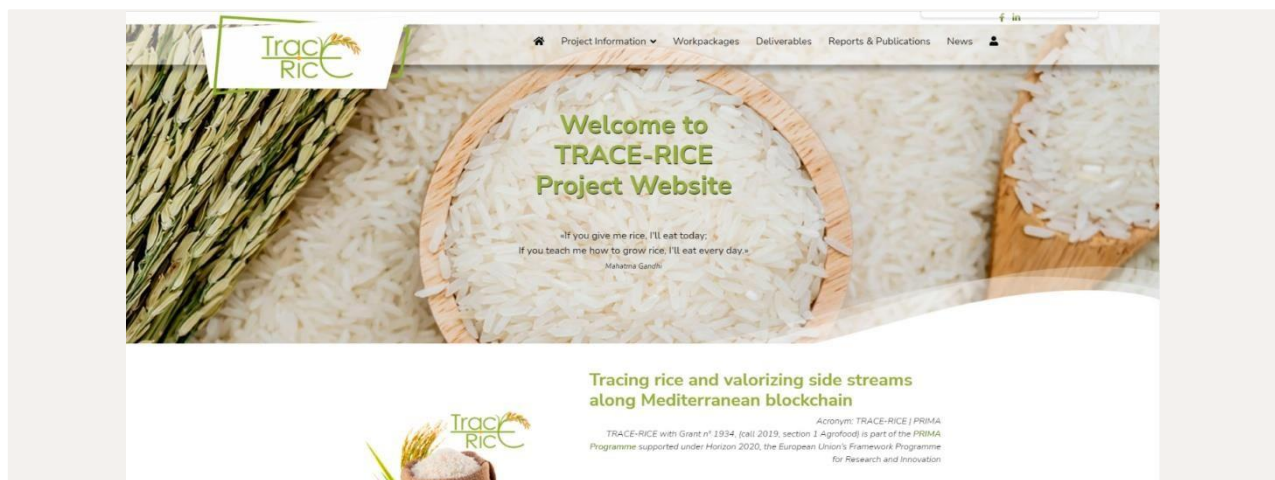 f in
Trace
Rice
Project Information Workpackages Deliverables Reports & Publications News
Welcome to
TRACE-RICE
Project Website
«If you give me rice, I'll eat today;
If you teach me how to grow rice, I'll eat every day.»
Mahatma Gandhi
Tracing rice and valorizing side streams
along Mediterranean blockchain
Acronym: TRACE-RICE | PRIMA
TRACE-RICE with Grant nº 1934, (call 2019, section 1 Agrofood) is part of the PRIMA
Programme supported under Horizon 2020, the European Union's Framework Programme
for Research and Innovation
Trace
Rice